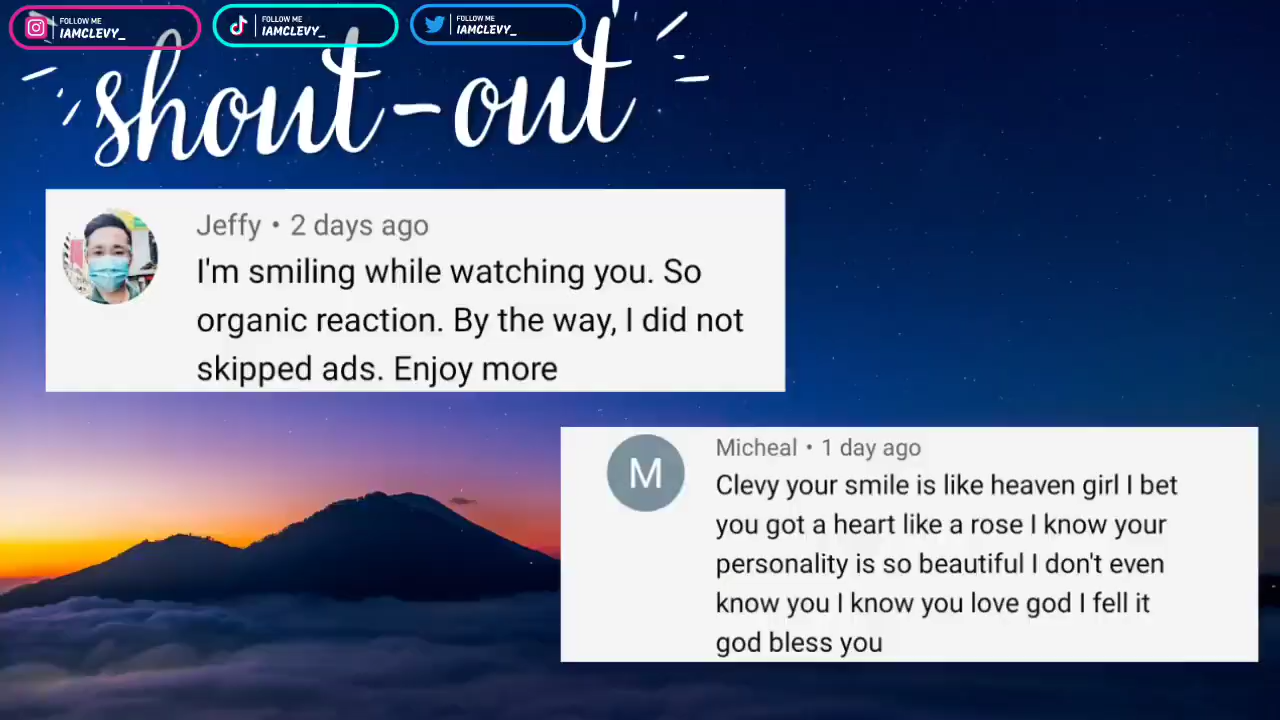 FOLLOW ME
IAMCLEVY_
FOLLOW ME
IAMCLEVY_
FOLLOW ME
IAMCLEVY_
shout-out
Jeffy • 2 days ago
I'm smiling while watching you. So
organic reaction. By the way, I did not
skipped ads. Enjoy more
M
Micheal • 1 day ago
Clevy your smile is like heaven girl I bet
you got a heart like a rose I know your
personality is so beautiful I don't even
know you I know you love god I fell it
god bless you